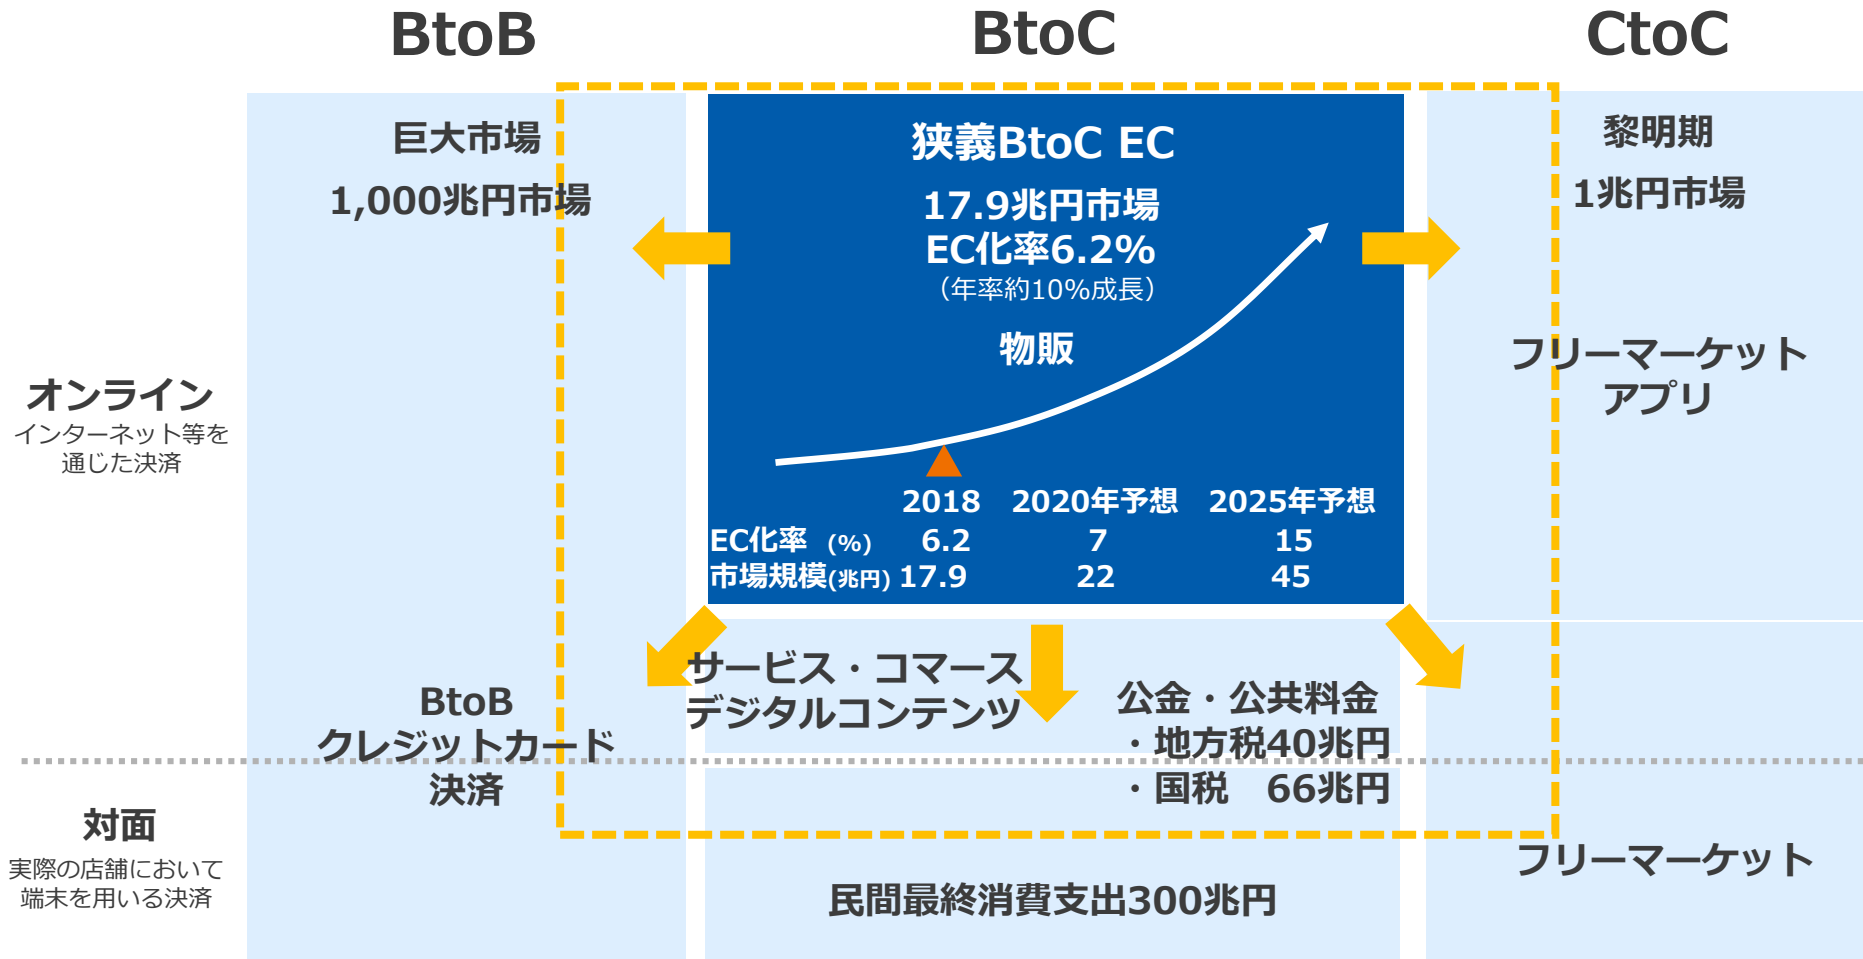 BtoB
BtoC
CtoC
巨大市場
1,000兆円市場
狭義BtoC EC
17.9兆円市場
EC化率6.2%
（年率約10%成長）
物販
黎明期
1兆円市場
フリーマーケット
アプリ
オンライン
インターネット等を
通じた決済
2018 2020年予想 2025年予想
EC化率 (%) 6.2 7 15
市場規模(兆円) 17.9 22 45
サービス・コマース
デジタルコンテンツ
公金・公共料金
・地方税40兆円
・国税　66兆円
BtoB
クレジットカード
決済
対面
実際の店舗において
端末を用いる決済
フリーマーケット
民間最終消費支出300兆円